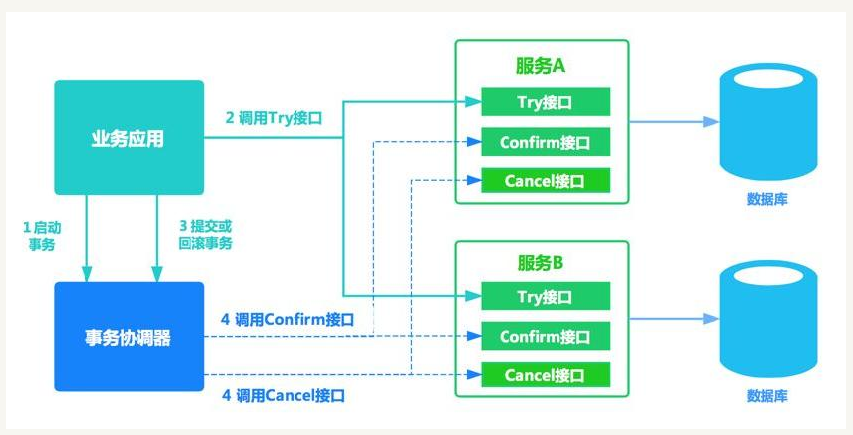 服务A
Try接口
2 调用Try接口
业务应用
Confirm接口
Cancel接口
数据库
1 启动
事务
3 提交或
回滚事务
服务B
Try接口
4 调用Confirm接口
事务协调器
Confirm接口
Cancel接口
4 调用Cancel接口
数据库